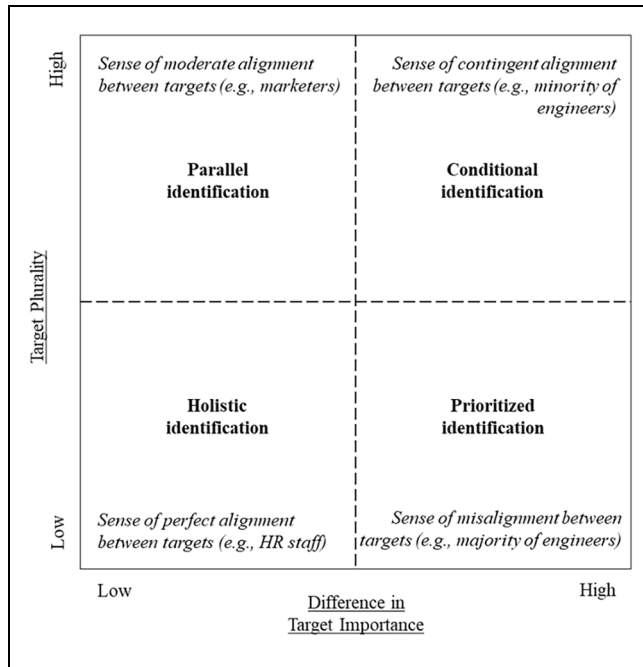 High
Sense of moderate alignment
between targets (e.g., marketers)
Sense of contingent alignment
between targets (e.g., minority of
engineers)
Parallel
identification
Conditional
identification
Target Plurality
Holistic
identification
Prioritized
identification
Low
Sense of perfect alignment
between targets (e.g., HR staff)
Sense of misalignment between
targets (e.g., majority of engineers)
Low
High
Difference in
Target Importance